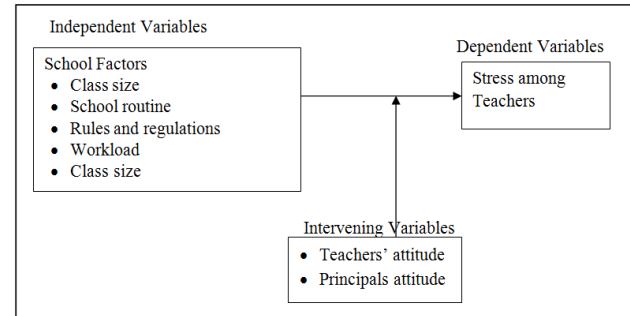 Independent Variables
School Factors
• Class size
• School routine
• Rules and regulations
• Workload
• Class size
Dependent Variables
Stress among
Teachers
Intervening Variables
• Teachers’ attitude
• Principals attitude